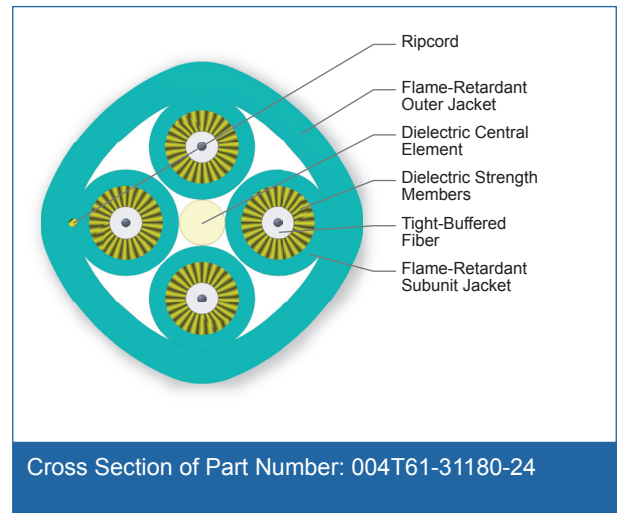 Ripcord
Flame-Retardant
Outer Jacket
Dielectric Central
Element
Dielectric Strength
Members
Tight-Buffered
Fiber
Flame-Retardant
Subunit Jacket
Cross Section of Part Number: 004T61-31180-24